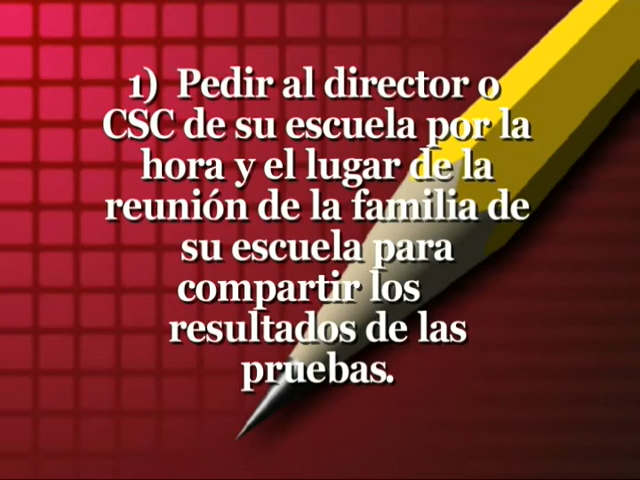 1) Pedir al director o
CSC de su escuela por la
hora y el lugar de la
reunión de la familia de
su escuela para
compartir los
resultados de las
pruebas.